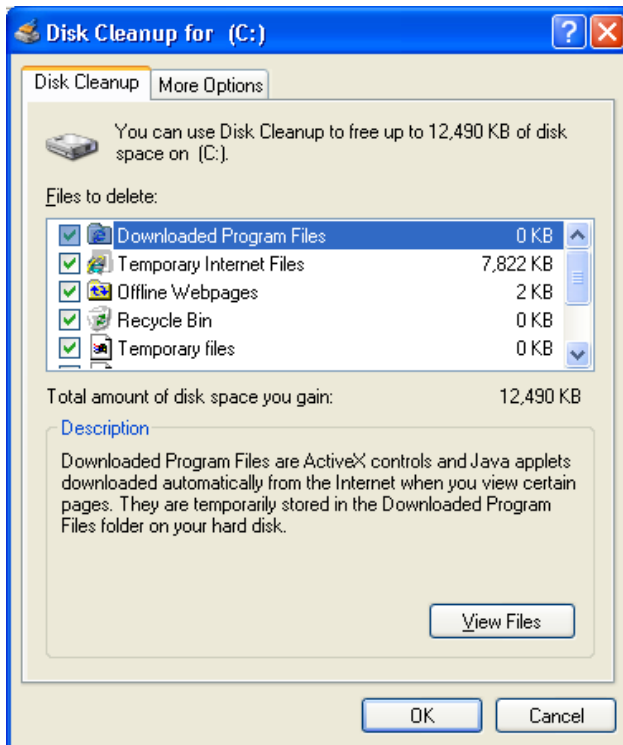 Disk Cleanup for  (C:)
Disk Cleanup
More Options
You can use Disk Cleanup to free up to 12,490 KB of disk
space on  (C:).
Files to delete:
Downloaded Program Files 0 KB
Temporary Internet Files 7,822 KB
Offline Webpages 2 KB
Recycle Bin 0 KB
Temporary files 0 KB
Total amount of disk space you gain: 12,490 KB
Description
Downloaded Program Files are ActiveX controls and Java applets
downloaded automatically from the Internet when you view certain
pages. They are temporarily stored in the Downloaded Program
Files folder on your hard disk.
View Files
OK
Cancel